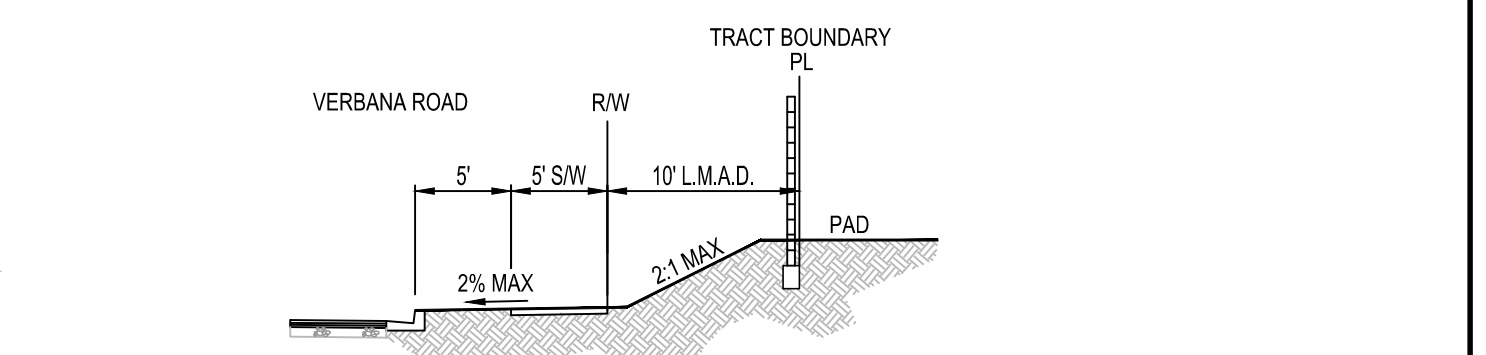 TRACT BOUNDARY
PL
VERBANA ROAD
R/W
5'
5' S/W
10' L.M.A.D.
PAD
2:1 MAX
2% MAX